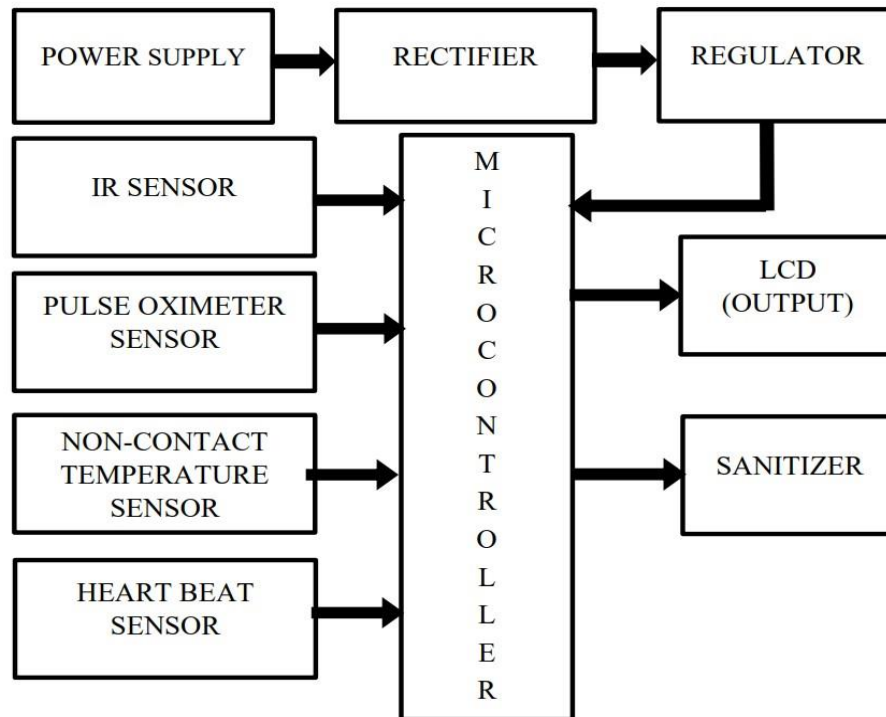 POWER SUPPLY
RECTIFIER
REGULATOR
IR SENSOR
PULSE OXIMETER
SENSOR
NON-CONTACT
TEMPERATURE
SENSOR
HEART BEAT
SENSOR
M
I
C
R
O
C
O
N
T
R
O
L
L
E
R
LCD
(OUTPUT)
SANITIZER